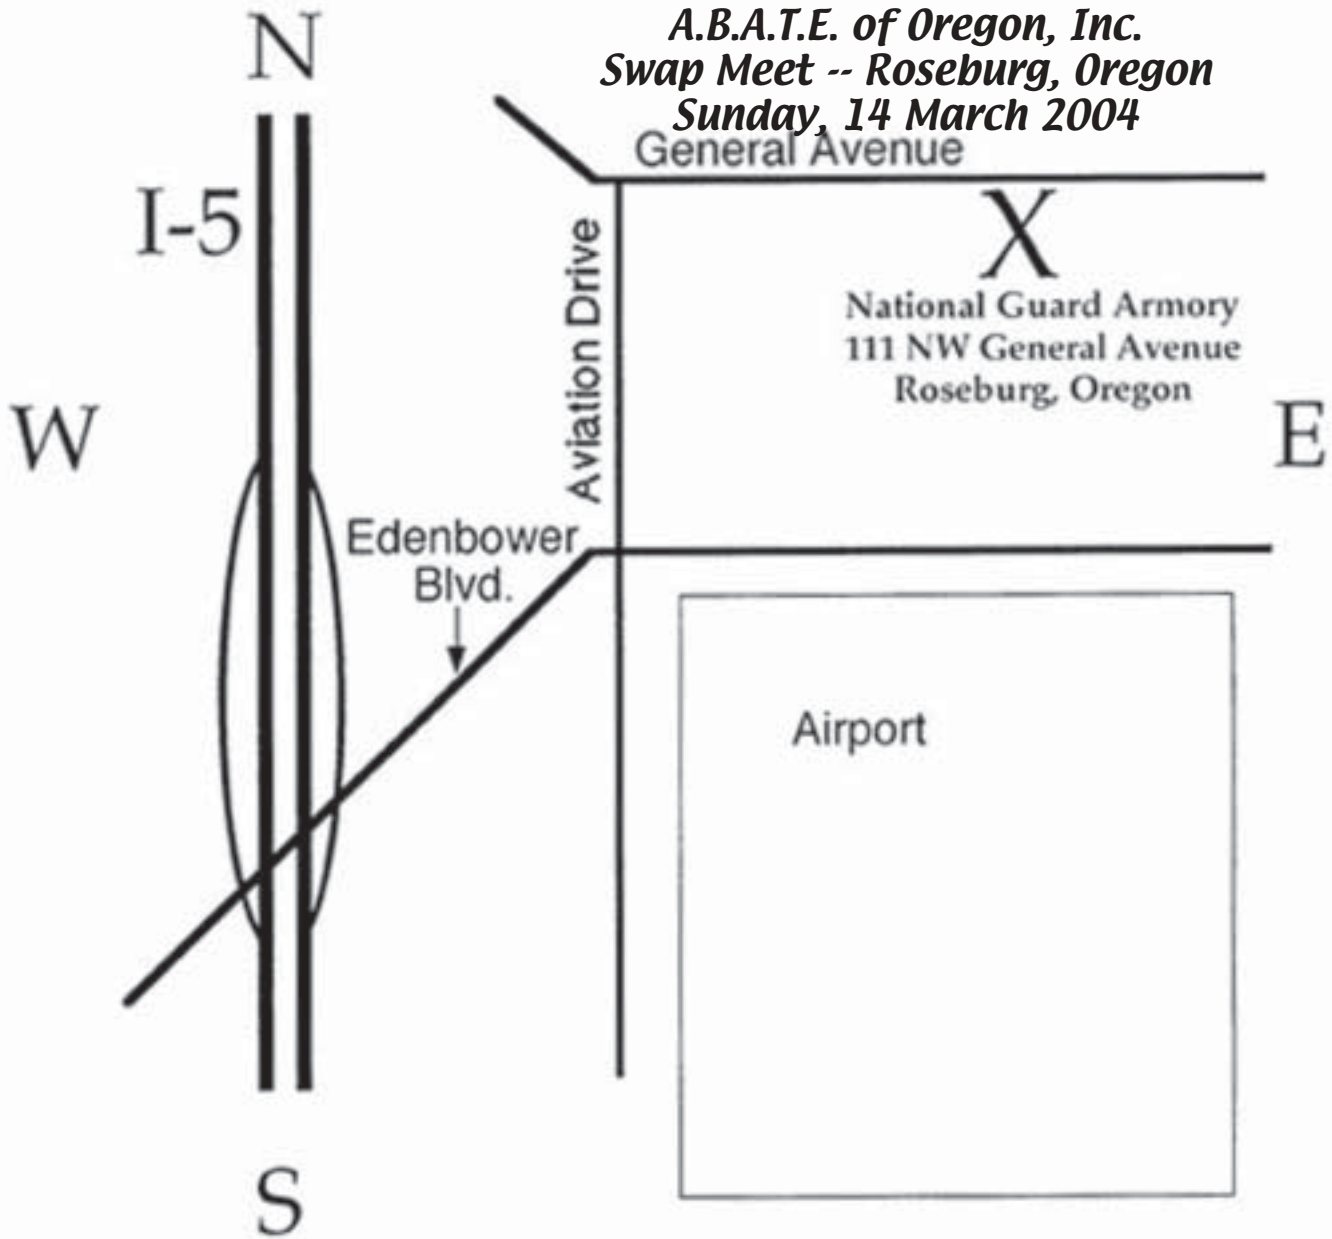 A.B.A.T.E. of Oregon, Inc.
Swap Meet -- Roseburg, Oregon
Sunday, 14 March 2004
N
General Avenue
I-5
X
Aviation Drive
National Guard Armory
111 NW General Avenue
Roseburg, Oregon
W
E
Edenbower
Blvd.
Airport
S